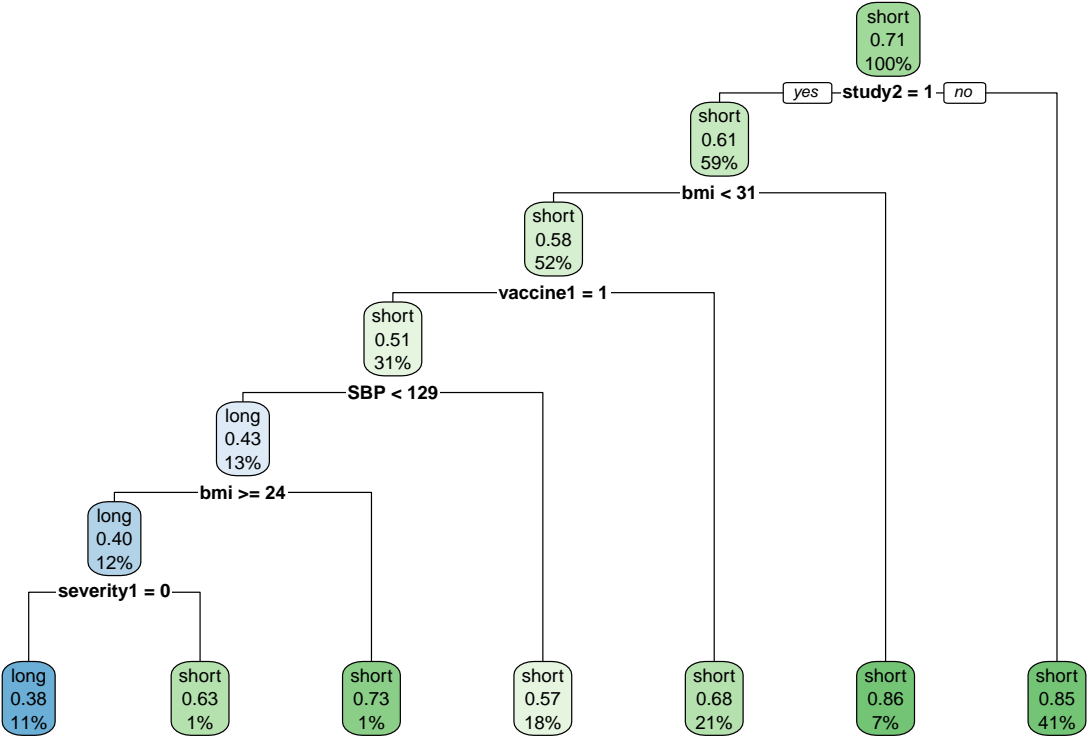 short
0.71
100%
yes study2 = 1 no
short
0.61
59%
bmi < 31
short
0.58
52%
vaccine1 = 1
short
0.51
31%
SBP < 129
long
0.43
13%
bmi >= 24
long
0.40
12%
severity1 = 0
long
0.38
11%
short
0.63
1%
short
0.73
1%
short
0.57
18%
short
0.68
21%
short
0.86
7%
short
0.85
41%